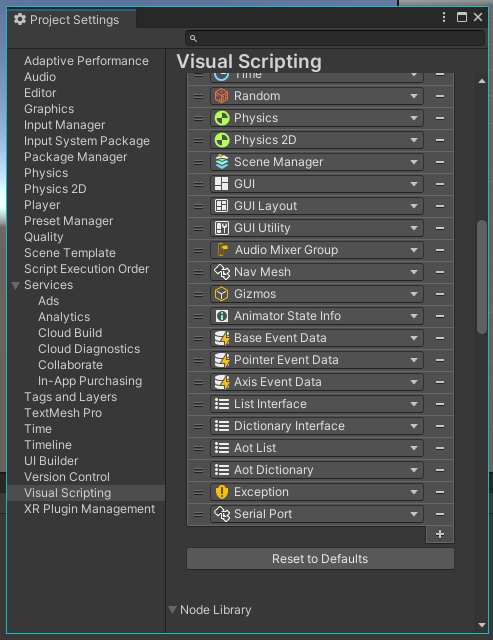 Project Settings
Adaptive Performance
Audio
Editor
Graphics
Input Manager
Input System Package
Package Manager
Physics
Physics 2D
Player
Preset Manager
Quality
Scene Template
Script Execution Order
Services
Ads
Analytics
Cloud Build
Cloud Diagnostics
Collaborate
In-App Purchasing
Tags and Layers
TextMesh Pro
Time
Timeline
UI Builder
Version Control
Visual Scripting
XR Plugin Management
Visual Scripting
Time
Random
Physics
Physics 2D
Scene Manager
GUI
GUI Layout
GUI Utility
Audio Mixer Group
Nav Mesh
Gizmos
Animator State Info
Base Event Data
Pointer Event Data
Axis Event Data
List Interface
Dictionary Interface
Aot List
Aot Dictionary
Exception
Serial Port
Reset to Defaults
Node Library